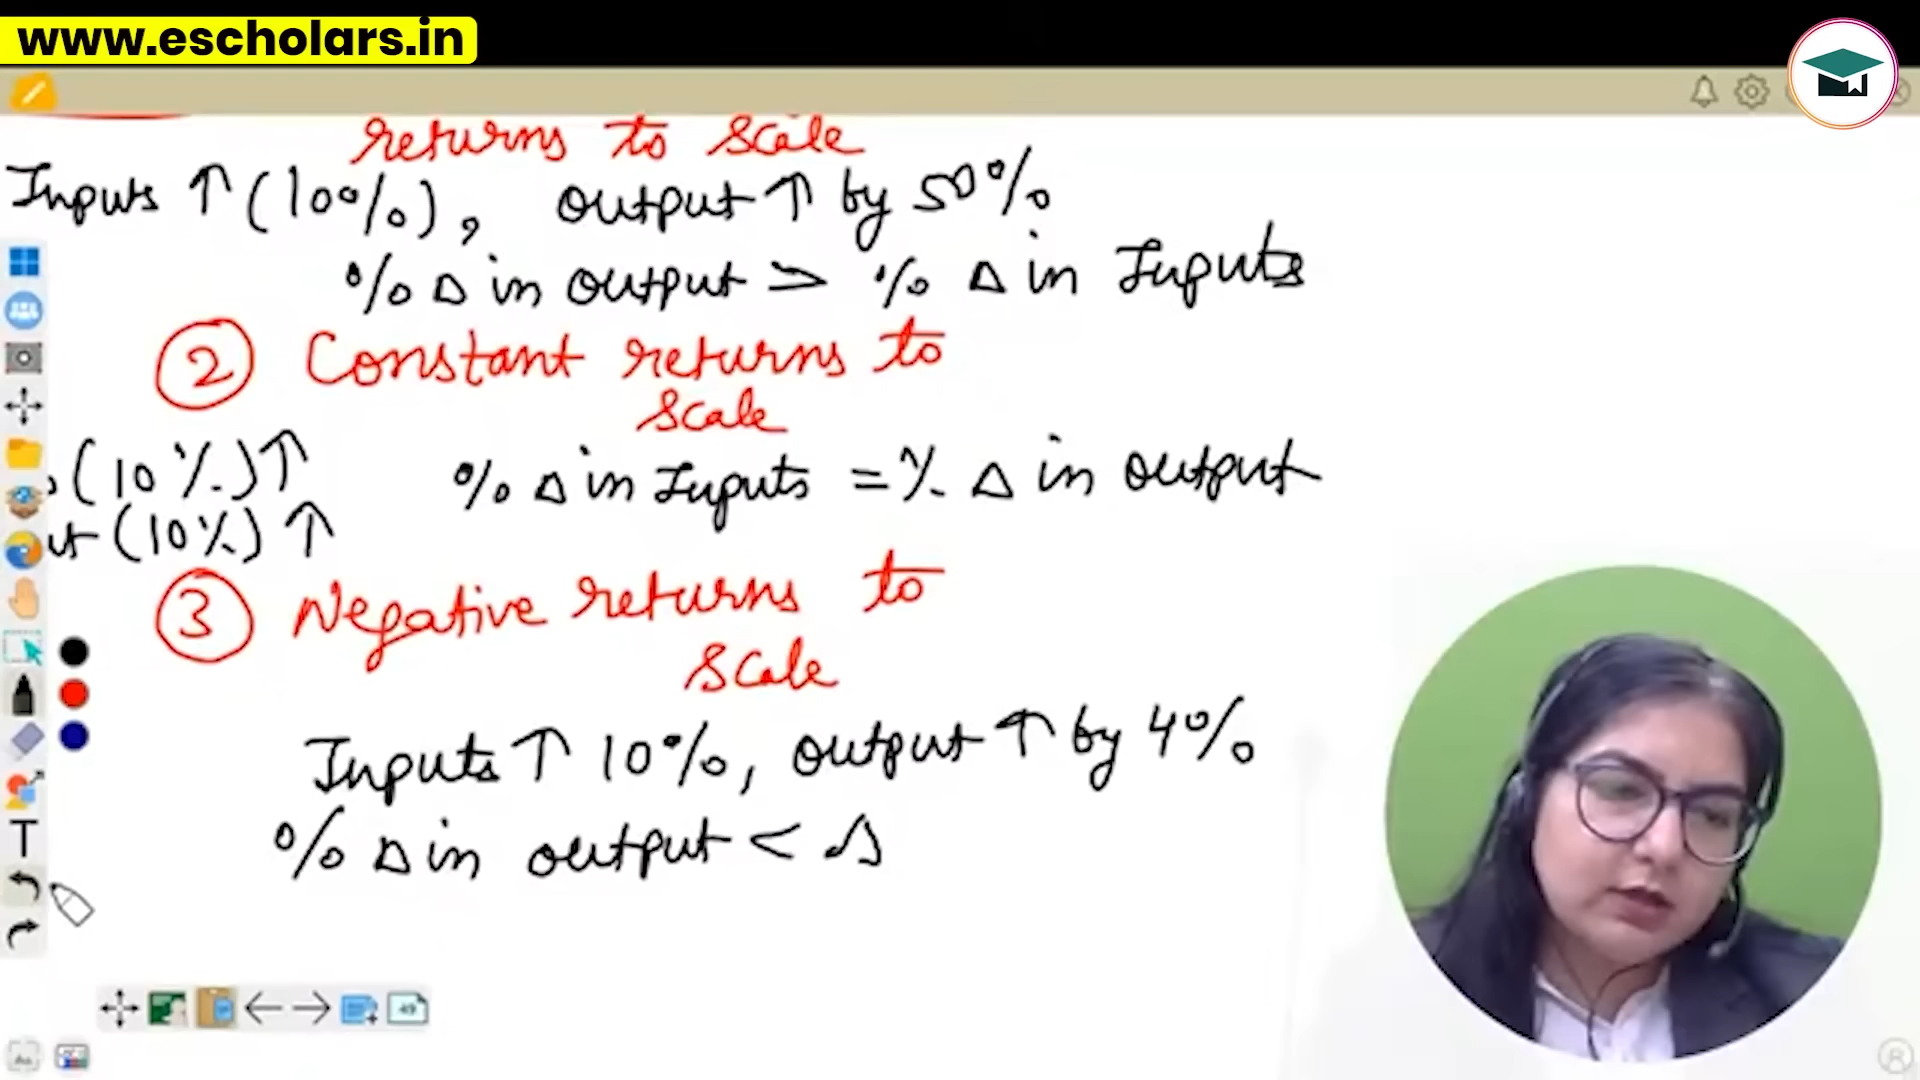 www.escholars.in
returns to scale
Inputs ↑ (10%), output ↑ by 50%
% Δ in output > % Δ in Inputs
② Constant returns to
scale
(10%)↑
% Δ in Inputs = % Δ in output
ut (10%) ↑
③ Negative returns to
scale
Inputs ↑ 10%, output ↑ by 4%
% Δ in output < Δ